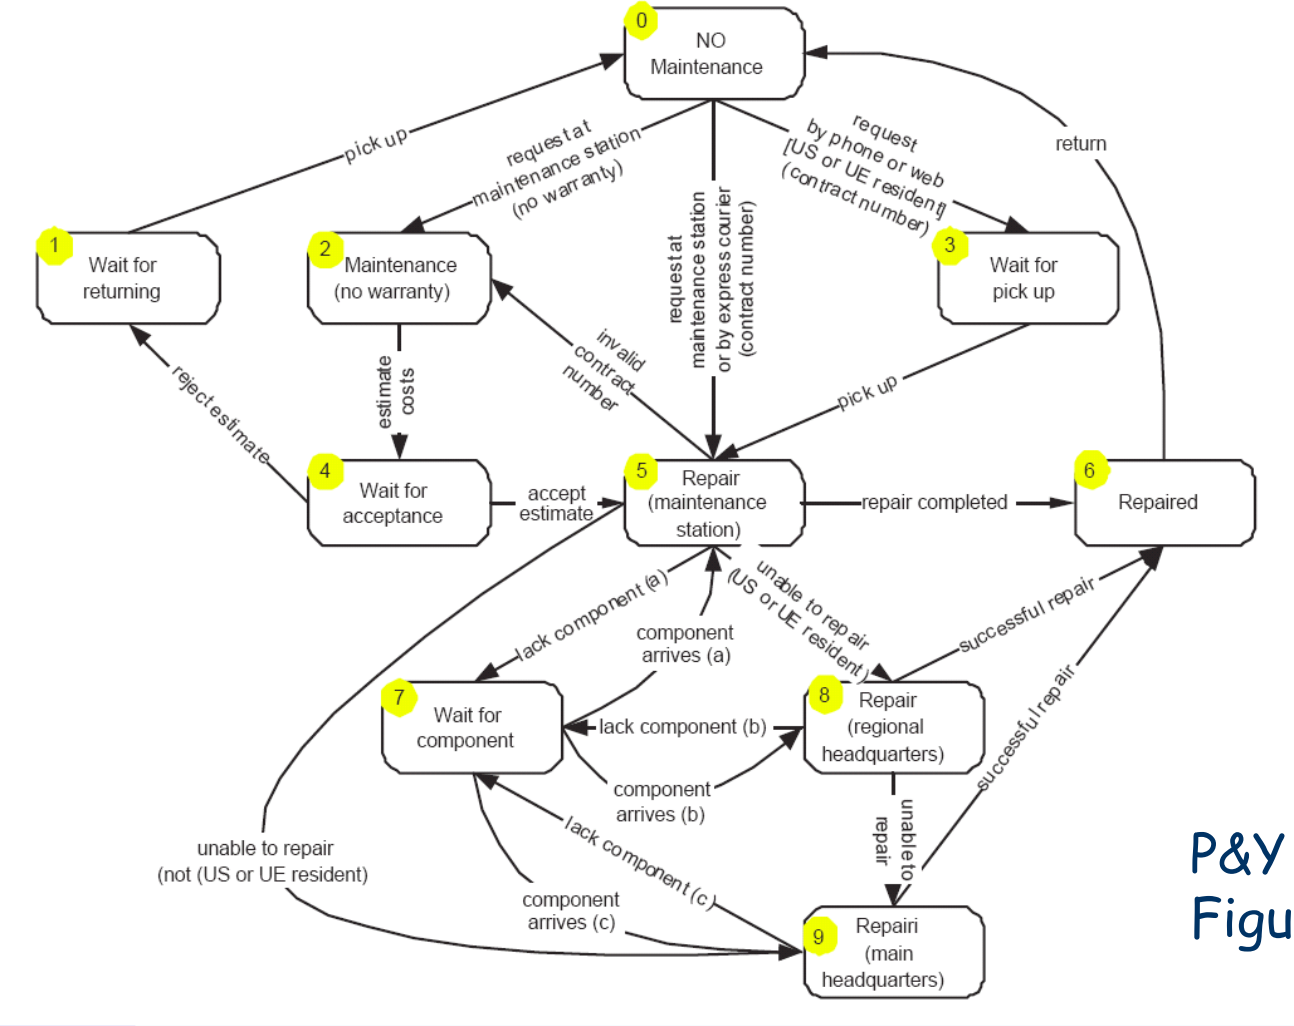 0
NO
Maintenance
pick up
request at
maintenance station
(no warranty)
request at
maintenance station
or by express courier
(contract number)
request
by phone or web
[US or UE resident]
(contract number)
return
1
Wait for
returning
2
Maintenance
(no warranty)
3
Wait for
pick up
reject estimate
estimate
costs
invalid
contract
number
pick up
4
Wait for
acceptance
accept
estimate
5
Repair
(maintenance
station)
repair completed
6
Repaired
lack component (a)
component
arrives (a)
unable to repair
(US or UE resident)
successful repair
7
Wait for
component
lack component (b)
component
arrives (b)
8
Repair
(regional
headquarters)
successful repair
unable to repair
(not (US or UE resident)
lack component (c)
component
arrives (c)
unable to
repair
9
Repairi
(main
headquarters)
P&Y
Figu